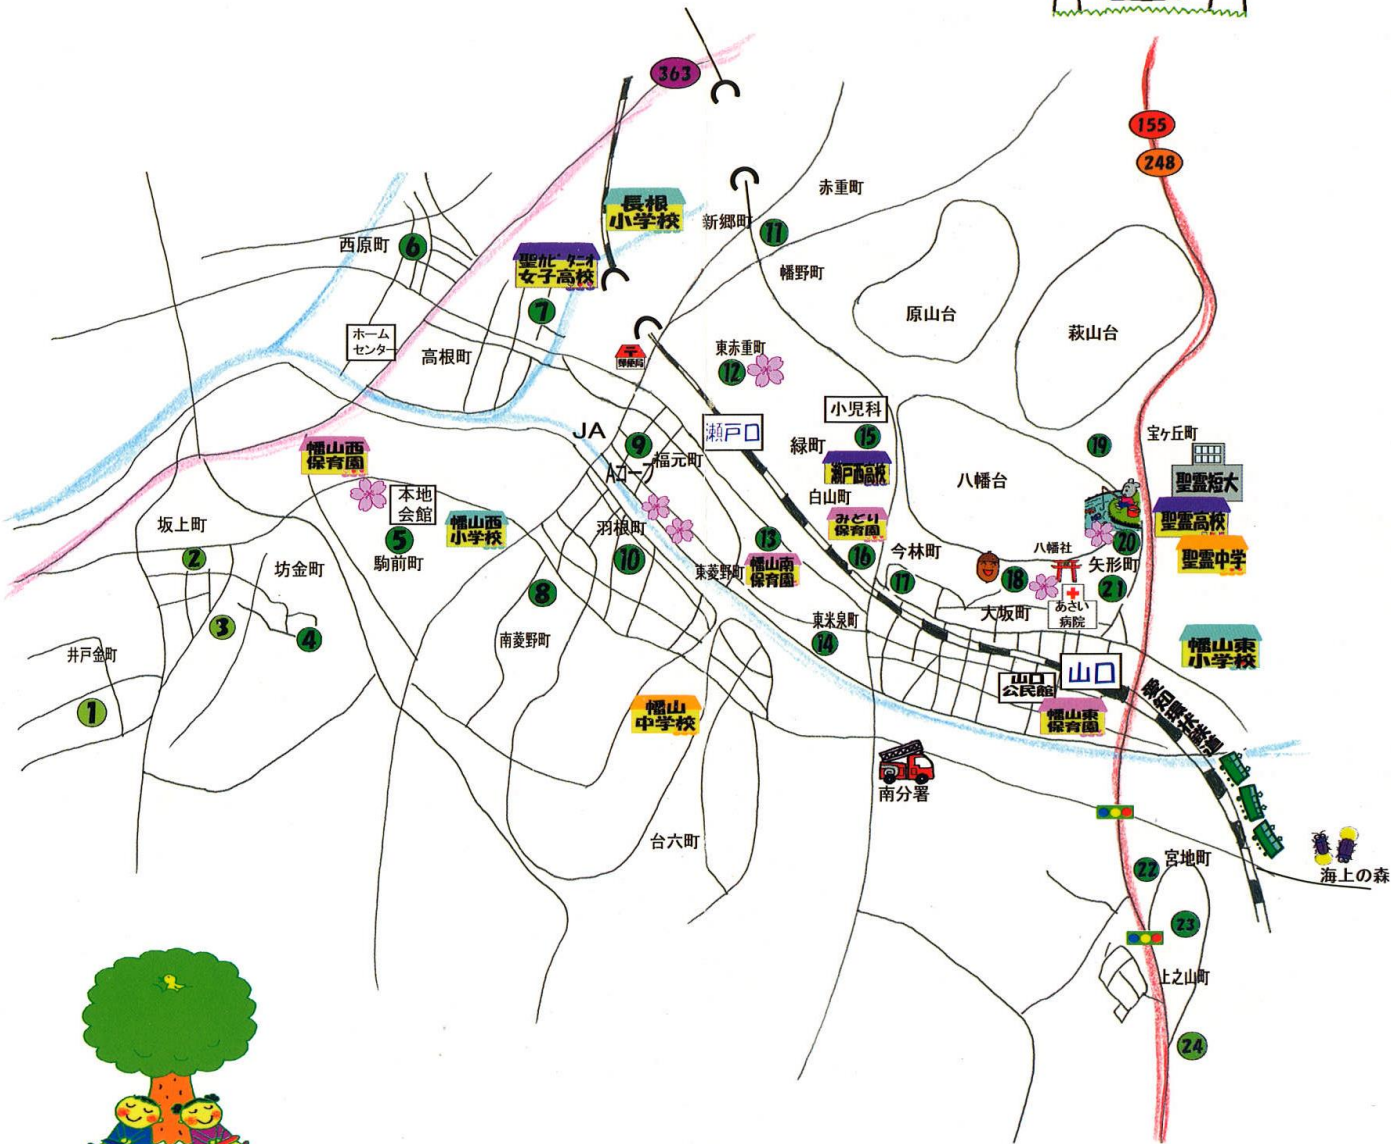 363
155
248
長根
小学校
赤重町
新郷町
11
西原町
6
聖カピタニオ
女子高校
幡野町
7
原山台
萩山台
ホーム
センター
高根町
〒
郵便局
東赤重町
12
小児科
瀬戸口
緑町
15
19
宝ヶ丘町
JA
9
福元町
Aコープ
幡山西
保育園
瀬戸西高校
八幡台
聖霊短大
本地
会館
白山町
坂上町
幡山西
小学校
羽根町
みどり
保育園
聖霊高校
5
駒前町
13
20
2
10
東菱野町
幡山南
保育園
16
今林町
八幡社
矢形町
聖霊中学
坊金町
8
17
18
21
3
4
南菱野町
東米泉町
14
大坂町
あさい
病院
井戸金町
幡山東
小学校
1
幡山
中学校
山口
公民館
山口
幡山東
保育園
愛知環状鉄道
南分署
台六町
22
宮地町
海上の森
23
上之山町
24